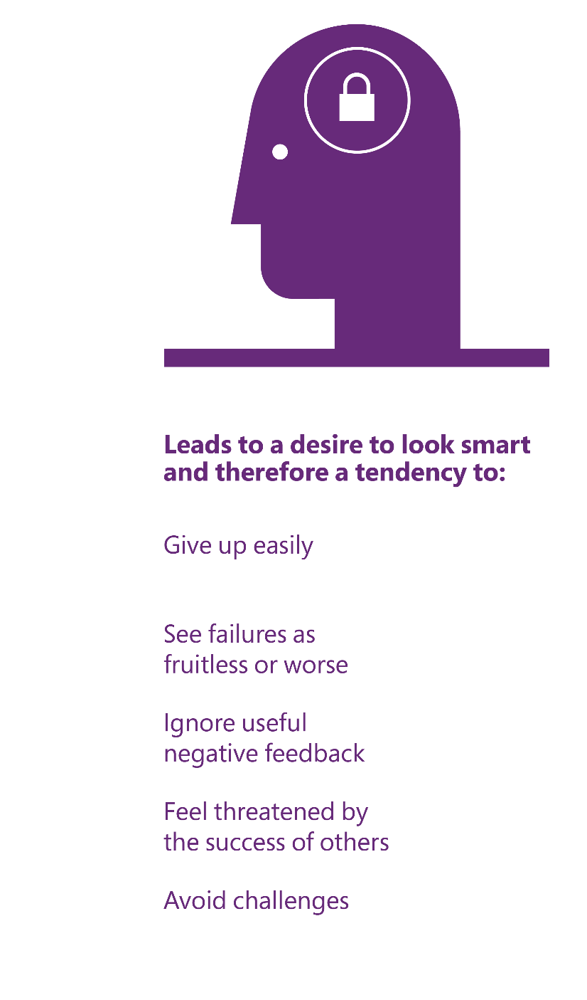 Leads to a desire to look smart
and therefore a tendency to:
Give up easily
See failures as
fruitless or worse
Ignore useful
negative feedback
Feel threatened by
the success of others
Avoid challenges